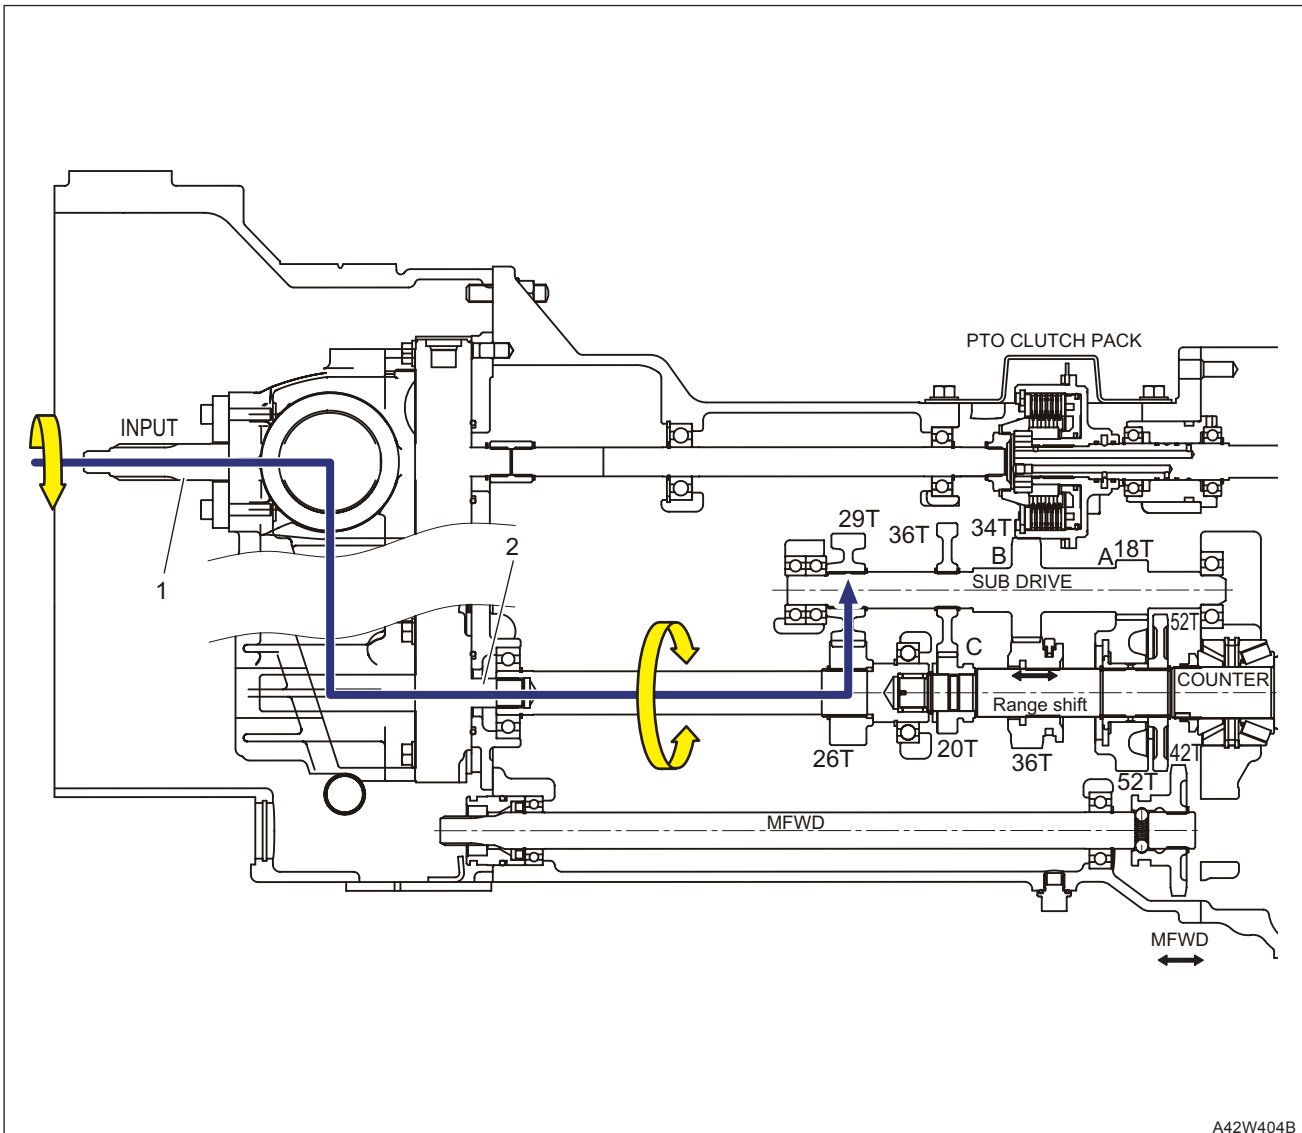 PTO CLUTCH PACK
INPUT
29T
36T
34T
B
A
18T
2
1
SUB DRIVE
52T
C
COUNTER
Range shift
26T
20T
36T
42T
52T
MFWD
MFWD
A42W404B